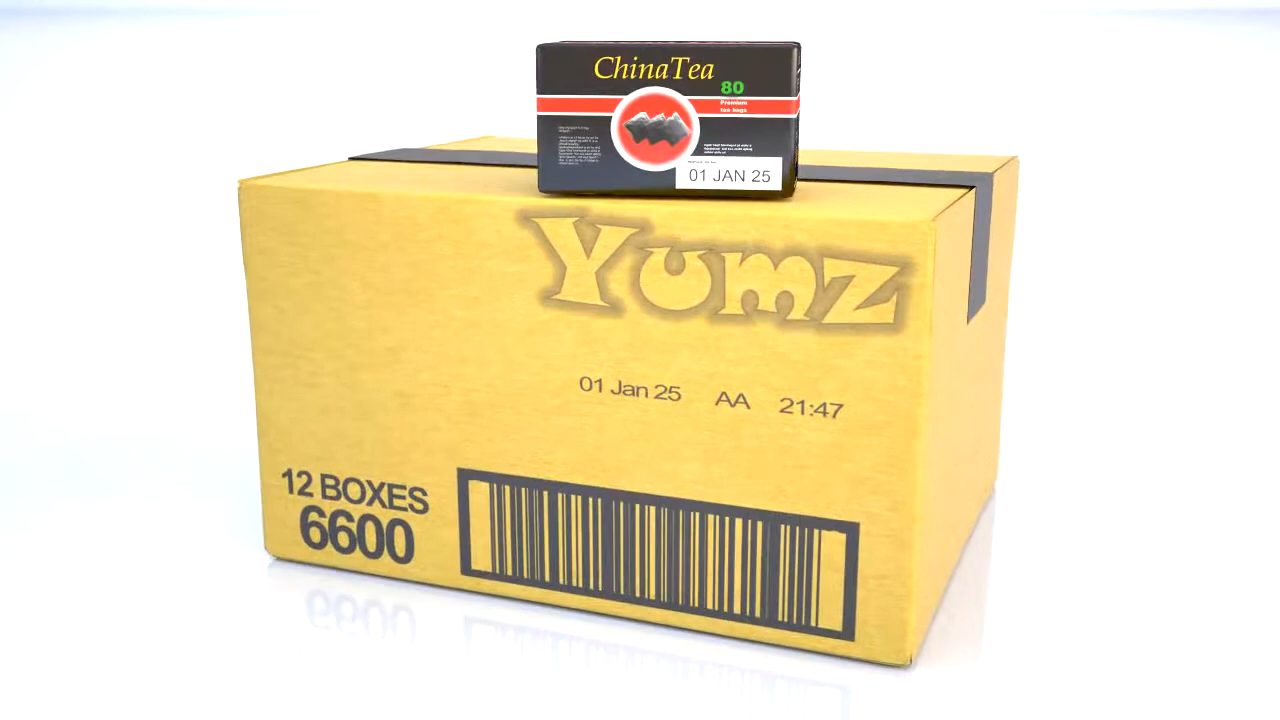 ChinaTea
80
Premium
tea bags
01 JAN 25
Yumz
01 Jan 25 AA 21:47
12 BOXES
6600